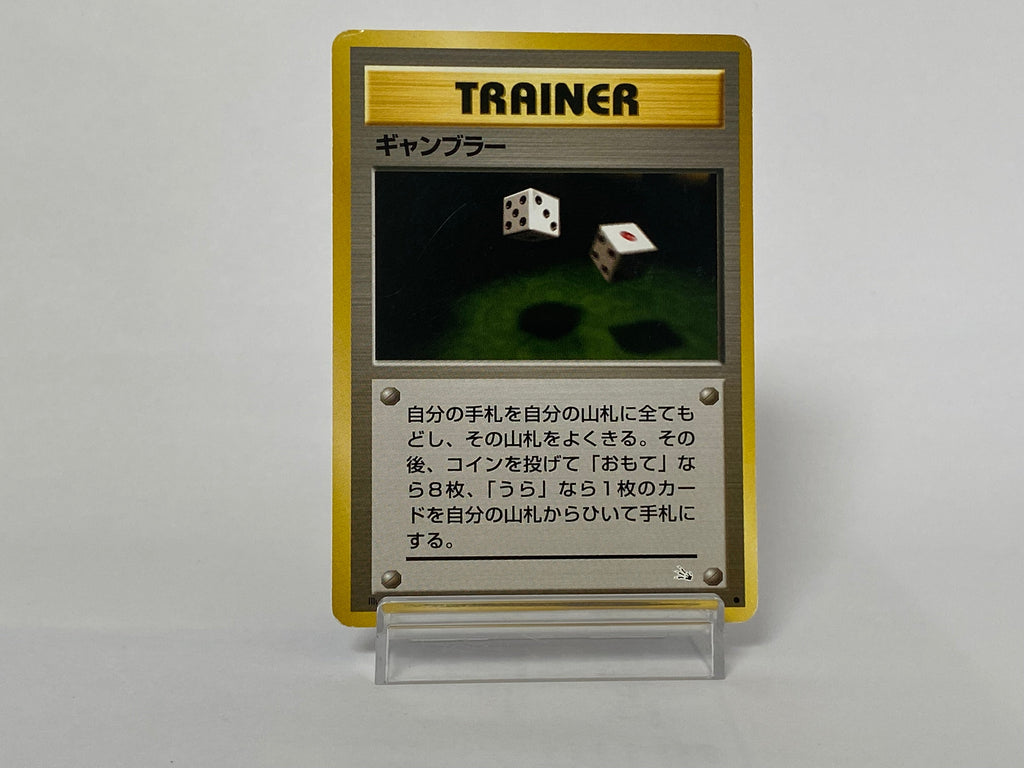 TRAINER
ギャンブラー
自分の手札を自分の山札に全ても
どし、その山札をよくきる。その
後、コインを投げて「おもて」な
ら8枚、「うら」なら1枚のカー
ドを自分の山札からひいて手札に
する。